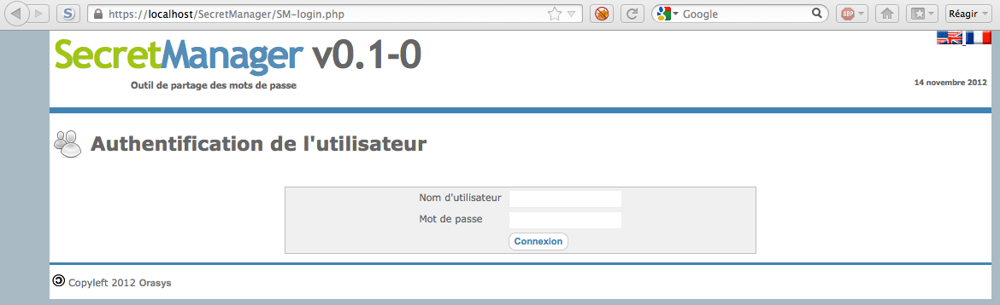 https://localhost/SecretManager/SM-login.php
Google
ABP
Réagir
SecretManager v0.1-0
Outil de partage des mots de passe
14 novembre 2012
Authentification de l'utilisateur
Nom d'utilisateur
Mot de passe
Connexion
Copyleft 2012 Orasys